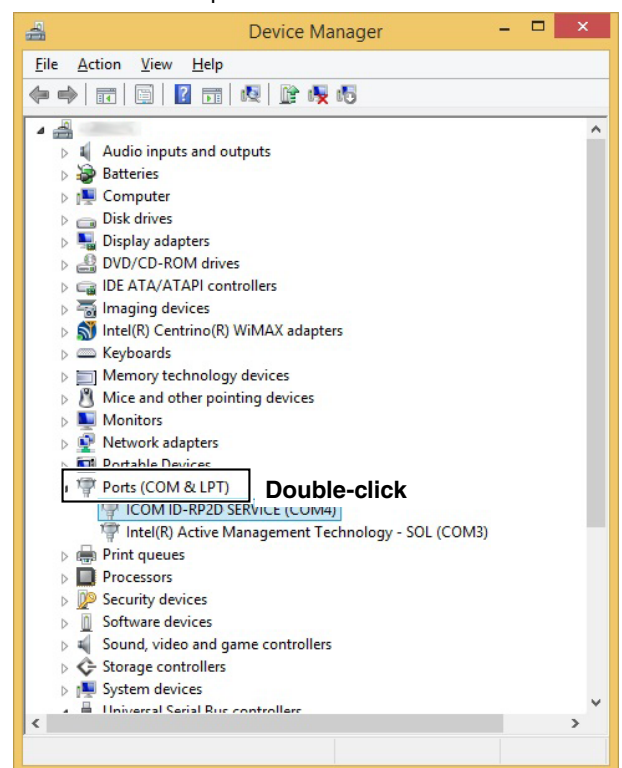 Device Manager
File Action View Help
Audio inputs and outputs
Batteries
Computer
Disk drives
Display adapters
DVD/CD-ROM drives
IDE ATA/ATAPI controllers
Imaging devices
Intel(R) Centrino(R) WiMAX adapters
Keyboards
Memory technology devices
Mice and other pointing devices
Monitors
Network adapters
Portable Devices
Ports (COM & LPT) Double-click
ICOM ID-RP2D SERVICE (COM4)
Intel(R) Active Management Technology - SOL (COM3)
Print queues
Processors
Security devices
Software devices
Sound, video and game controllers
Storage controllers
System devices
Universal Serial Bus controllers